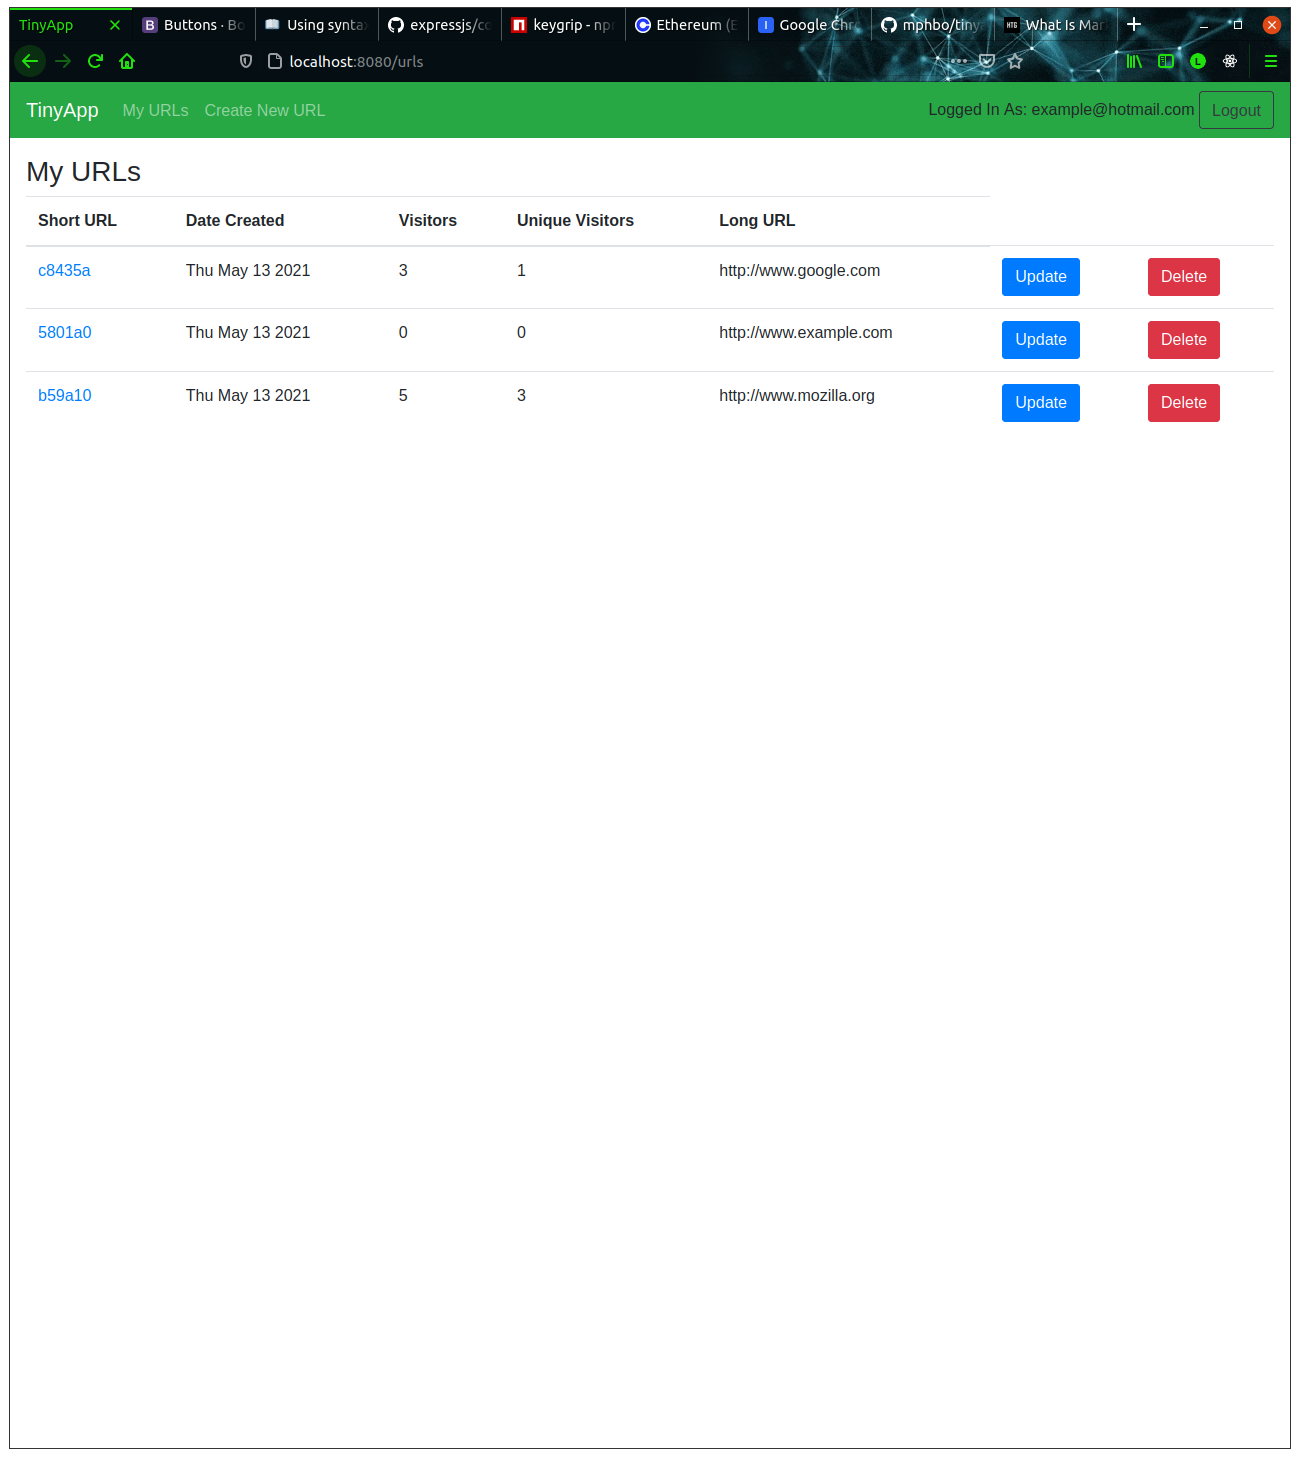 TinyApp Buttons · Bo Using synta expressjs/co keygrip - np Ethereum (E Google Chr mphbo/tiny What Is Mar
localhost:8080/urls
TinyApp My URLs Create New URL Logged In As: example@hotmail.com Logout
My URLs
Short URL Date Created Visitors Unique Visitors Long URL
c8435a Thu May 13 2021 3 1 http://www.google.com Update Delete
5801a0 Thu May 13 2021 0 0 http://www.example.com Update Delete
b59a10 Thu May 13 2021 5 3 http://www.mozilla.org Update Delete